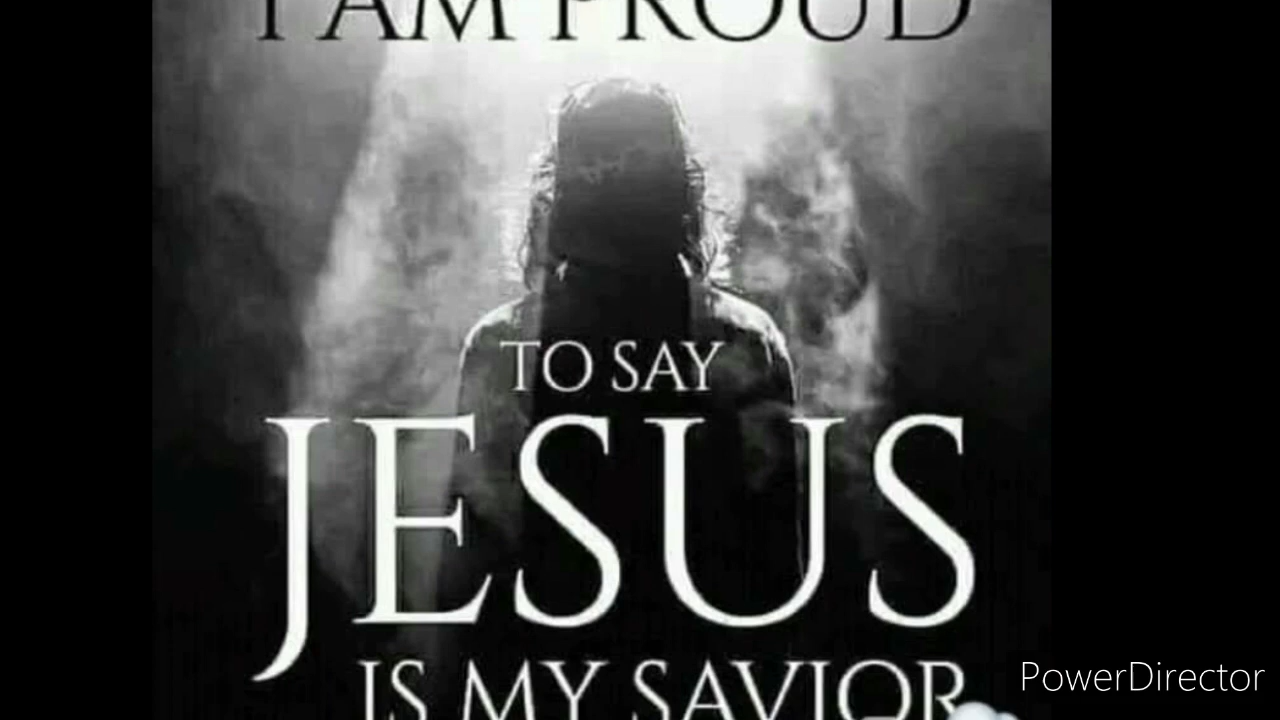 I AM PROUD
TO SAY
JESUS
IS MY SAVIOR
PowerDirector